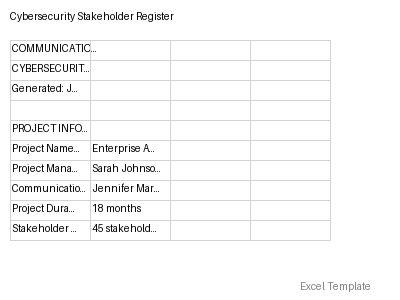 Cybersecurity Stakeholder Register
COMMUNICATIO...
CYBERSECURIT...
Generated: J...
PROJECT INFO...
Project Name... Enterprise A...
Project Mana... Sarah Johnso...
Communicatio... Jennifer Mar...
Project Dura... 18 months
Stakeholder ... 45 stakehold...
Excel Template